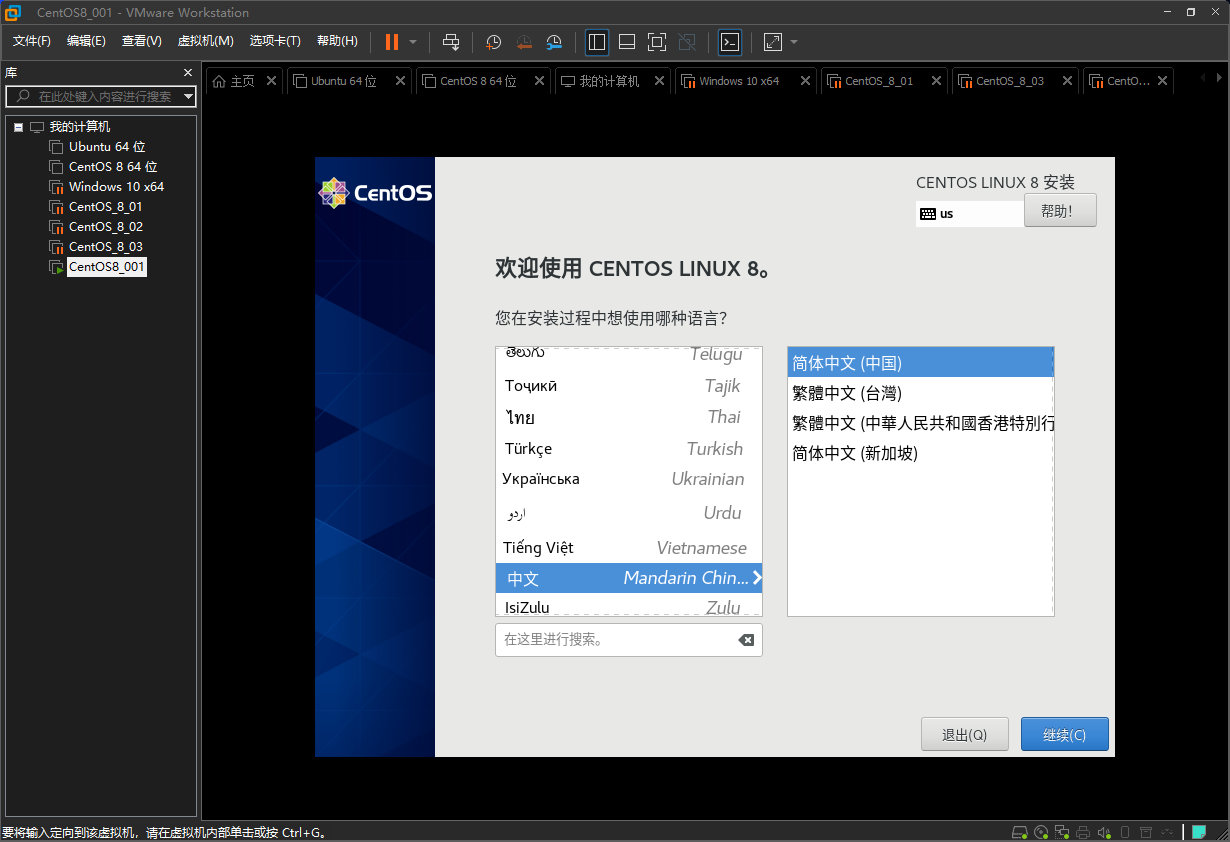 CentOS8_001 - VMware Workstation
文件(F) 编辑(E) 查看(V) 虚拟机(M) 选项卡(T) 帮助(H)
库
在此处键入内容进行搜索
我的计算机
Ubuntu 64 位
CentOS 8 64 位
Windows 10 x64
CentOS_8_01
CentOS_8_02
CentOS_8_03
CentOS8_001
主页 Ubuntu 64 位 CentOS 8 64 位 我的计算机 Windows 10 x64 CentOS_8_01 CentOS_8_03 CentO...
CentOS
CENTOS LINUX 8 安装
us
帮助！
欢迎使用 CENTOS LINUX 8。
您在安装过程中想使用哪种语言？
తెలుగు Telugu
Тоҷикӣ Tajik
ไทย Thai
Türkçe Turkish
Українська Ukrainian
اردو Urdu
Tiếng Việt Vietnamese
中文 Mandarin Chin...
IsiZulu Zulu
在这里进行搜索。
简体中文 (中国)
繁體中文 (台灣)
繁體中文 (中華人民共和國香港特別行
简体中文 (新加坡)
退出(Q)
继续(C)
要将输入定向到该虚拟机，请在虚拟机内部单击或按 Ctrl+G。